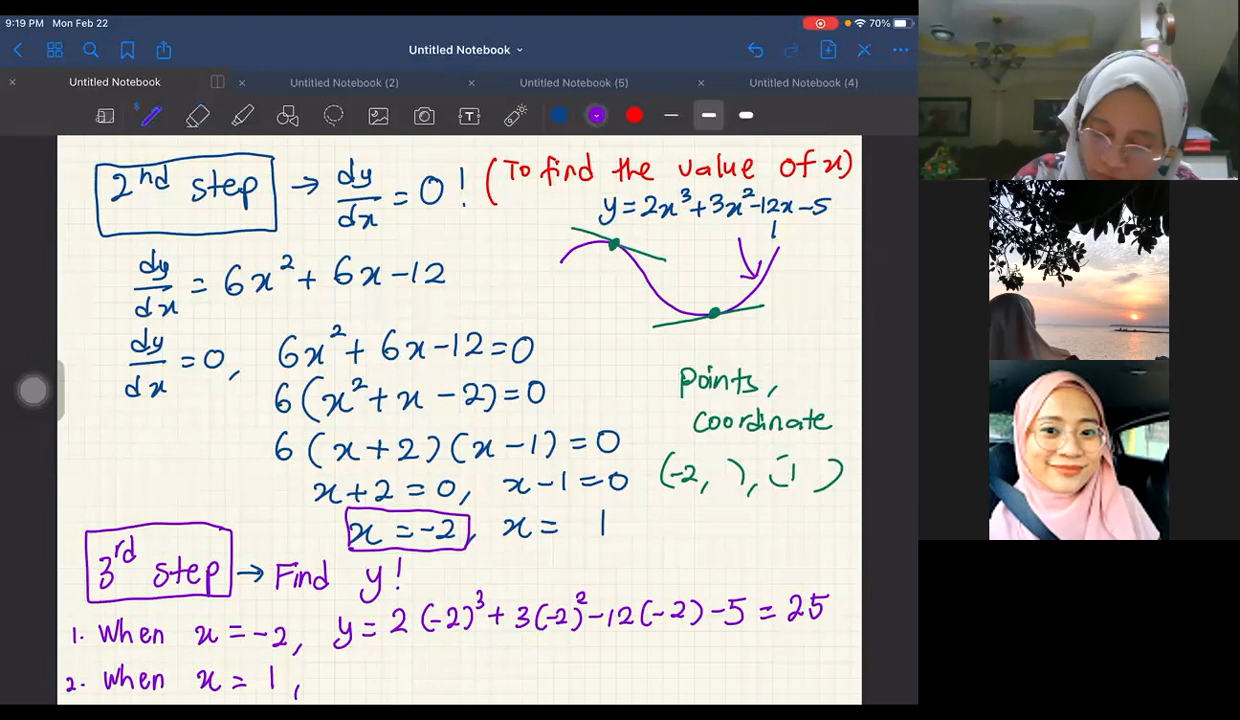 9:19 PM Mon Feb 22
70%
Untitled Notebook
Untitled Notebook
Untitled Notebook (2)
Untitled Notebook (5)
Untitled Notebook (4)
T
2nd step → dy/dx = 0! (To find the value of x)
y = 2x³ + 3x² - 12x - 5
dy/dx = 6x² + 6x - 12
dy/dx = 0, 6x² + 6x - 12 = 0
6(x² + x - 2) = 0
6(x + 2)(x - 1) = 0
x + 2 = 0, x - 1 = 0
x = -2, x = 1
points,
coordinate
(-2, ), (1 )
3rd step → Find y!
1. When x = -2, y = 2(-2)³ + 3(-2)² - 12(-2) - 5 = 25
2. When x = 1,